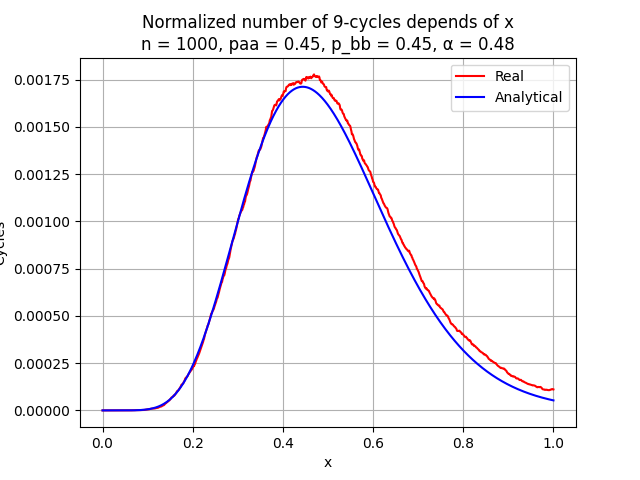 Normalized number of 9-cycles depends of x
n = 1000, paa = 0.45, p_bb = 0.45, α = 0.48
Real
Analytical
0.00175
0.00150
0.00125
0.00100
0.00075
0.00050
0.00025
0.00000
Cycles
0.0 0.2 0.4 0.6 0.8 1.0
x